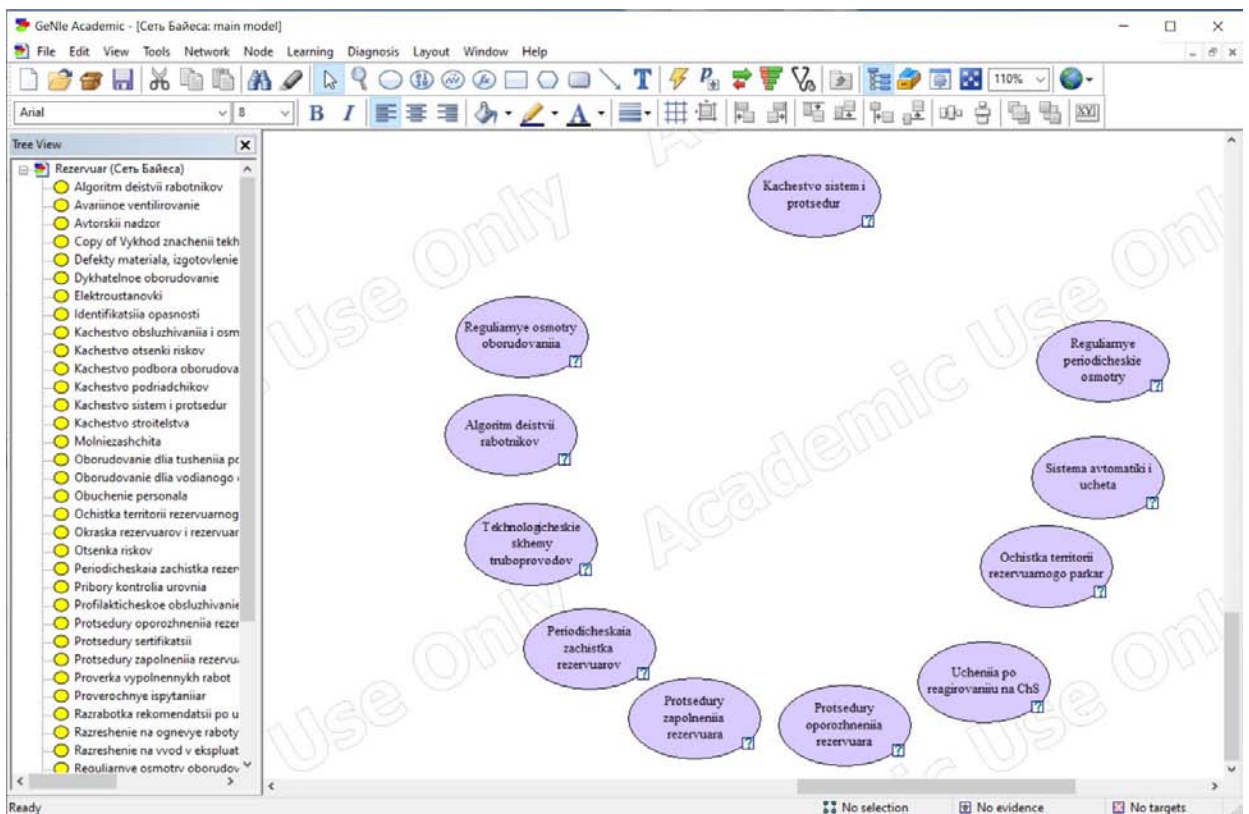 GeNIe Academic - [Сеть Байеса: main model]
File Edit View Tools Network Node Learning Diagnosis Layout Window Help
110%
Arial 8 B I A XYZ
Tree View
Rezervuar (Сеть Байеса)
Algoritm deistvii rabotnikov
Avariinoe ventilirovanie
Avtorskii nadzor
Copy of Vykhod znachenii tekh
Defekty materiala, izgotovlenie
Dykhatelnoe oborudovanie
Elektroustanovki
Identifikatsiia opasnosti
Kachestvo obsluzhivaniia i osm
Kachestvo otsenki riskov
Kachestvo podbora oborudova
Kachestvo podriadchikov
Kachestvo sistem i protsedur
Kachestvo stroitelstva
Molniezashchita
Oborudovanie dlia tusheniia po
Oborudovanie dlia vodianogo
Obuchenie personala
Ochistka territorii rezervuarnog
Okraska rezervuarov i rezervuar
Otsenka riskov
Periodicheskaia zachistka rezer
Pribory kontrolia urovnia
Profilakticheskoe obsluzhivanie
Protsedury oporozhneniia rezer
Protsedury sertifikatsii
Protsedury zapolneniia rezervu
Proverka vypolnennykh rabot
Proverochnye ispytaniiar
Razrabotka rekomendatsii po u
Razreshenie na ognevye raboty
Razreshenie na vvod v ekspluat
Reguliarnye osmotry oborudov
Kachestvo sistem i
protsedur
Reguliarnye osmotry
oborudovaniia
Reguliarnye
periodicheskie
osmotry
Algoritm deistvii
rabotnikov
Sistema avtomatiki i
ucheta
Tekhnologicheskie
skhemy
truboprovodov
Ochistka territorii
rezervuarnogo parkar
Periodicheskaia
zachistka
rezervuarov
Ucheniia po
reagirovaniiu na ChS
Protsedury
zapolneniia
rezervuara
Protsedury
oporozhneniia
rezervuara
Academic Use Only
Ready No selection No evidence No targets